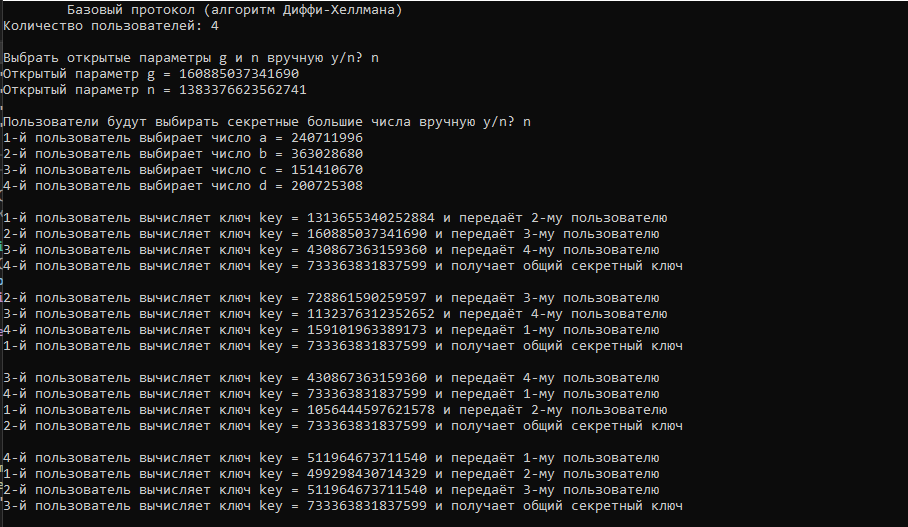 Базовый протокол (алгоритм Диффи-Хеллмана)
Количество пользователей: 4
Выбрать открытые параметры g и n вручную y/n? n
Открытый параметр g = 160885037341690
Открытый параметр n = 1383376623562741
Пользователи будут выбирать секретные большие числа вручную y/n? n
1-й пользователь выбирает число a = 240711996
2-й пользователь выбирает число b = 363028680
3-й пользователь выбирает число c = 151410670
4-й пользователь выбирает число d = 200725308
1-й пользователь вычисляет ключ key = 1313655340252884 и передаёт 2-му пользователю
2-й пользователь вычисляет ключ key = 160885037341690 и передаёт 3-му пользователю
3-й пользователь вычисляет ключ key = 430867363159360 и передаёт 4-му пользователю
4-й пользователь вычисляет ключ key = 733363831837599 и получает общий секретный ключ
2-й пользователь вычисляет ключ key = 728861590259597 и передаёт 3-му пользователю
3-й пользователь вычисляет ключ key = 1132376312352652 и передаёт 4-му пользователю
4-й пользователь вычисляет ключ key = 159101963389173 и передаёт 1-му пользователю
1-й пользователь вычисляет ключ key = 733363831837599 и получает общий секретный ключ
3-й пользователь вычисляет ключ key = 430867363159360 и передаёт 4-му пользователю
4-й пользователь вычисляет ключ key = 733363831837599 и передаёт 1-му пользователю
1-й пользователь вычисляет ключ key = 1056444597621578 и передаёт 2-му пользователю
2-й пользователь вычисляет ключ key = 733363831837599 и получает общий секретный ключ
4-й пользователь вычисляет ключ key = 511964673711540 и передаёт 1-му пользователю
1-й пользователь вычисляет ключ key = 499298430714329 и передаёт 2-му пользователю
2-й пользователь вычисляет ключ key = 511964673711540 и передаёт 3-му пользователю
3-й пользователь вычисляет ключ key = 733363831837599 и получает общий секретный ключ